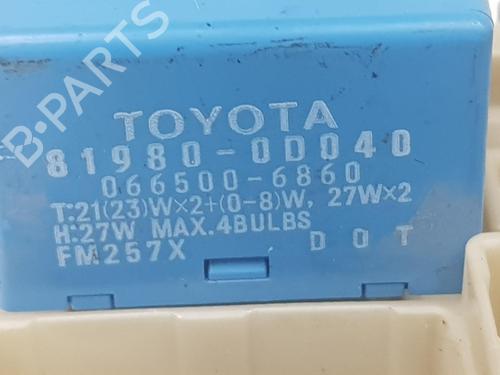 B-PARTS
TOYOTA
81980-0D040
066500-6860
T:21(23)W×2+(0-8)W, 27W×2
H:27W MAX.4BULBS
FM257X DOT